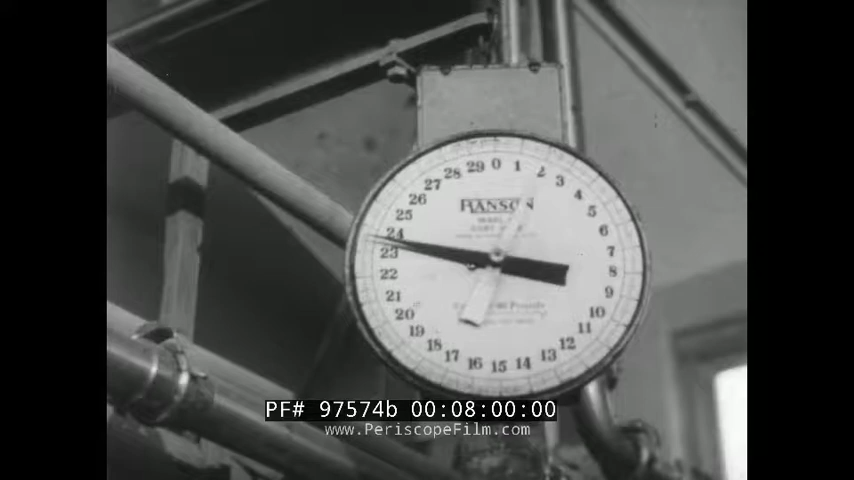 29 0 1 2 3 4 5 6 7 8 9 10 11 12 13 14 15 16 17 18 19 20 21 22 23 24 25 26 27 28
HANSON
Pounds
PF# 97574b 00:08:00:00
www.PeriscopeFilm.com